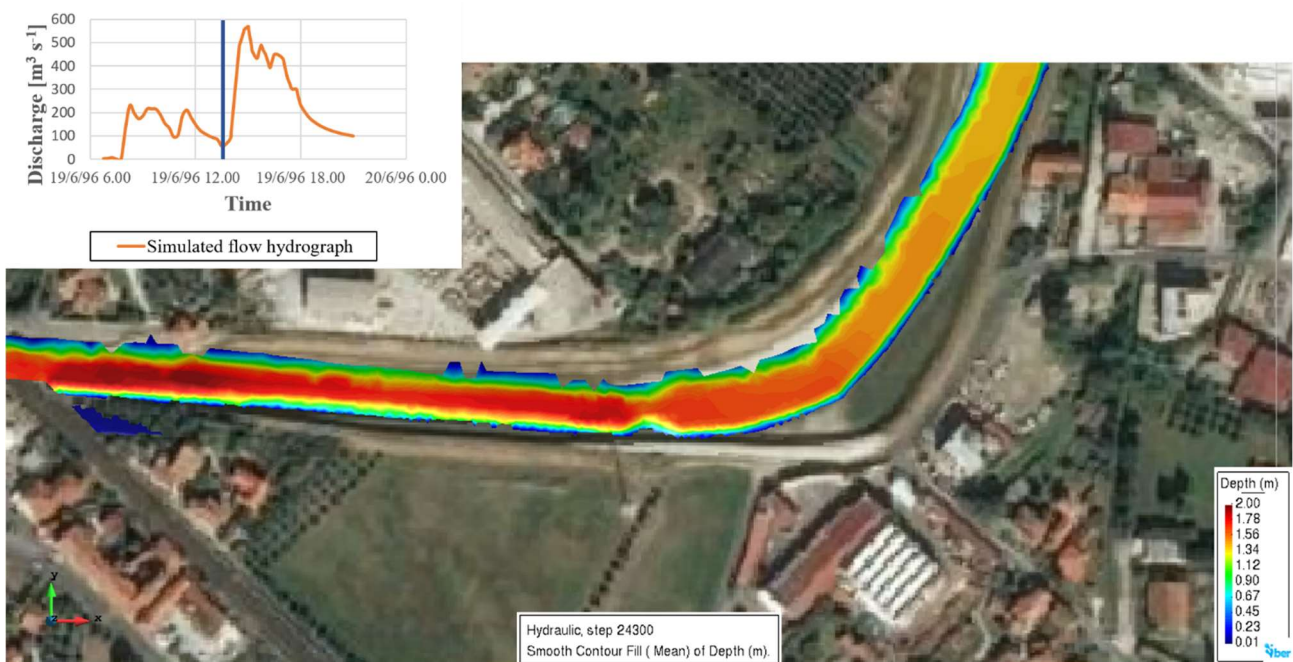 600
500
400
300
200
100
0
Discharge [m³ s⁻¹]
19/6/96 6.00 19/6/96 12.00 19/6/96 18.00 20/6/96 0.00
Time
Simulated flow hydrograph
Depth (m)
2.00
1.78
1.56
1.34
1.12
0.90
0.67
0.45
0.23
0.01
y
z x
Hydraulic, step 24300
Smooth Contour Fill ( Mean) of Depth (m).
iber